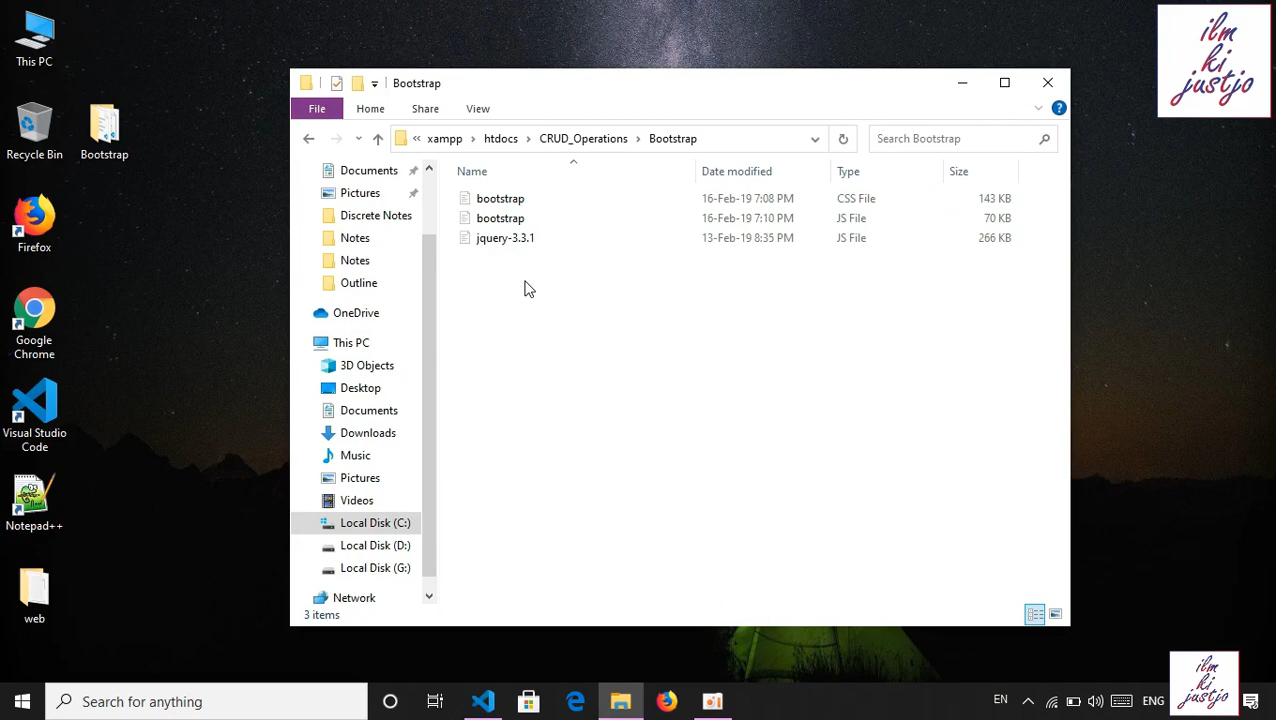 This PC
Recycle Bin
Bootstrap
Firefox
Google
Chrome
Visual Studio
Code
Notepad++
web
ilm
ki
justjo
Bootstrap
File
Home
Share
View
« xampp › htdocs › CRUD_Operations › Bootstrap
Search Bootstrap
Documents
Pictures
Discrete Notes
Notes
Notes
Outline
OneDrive
This PC
3D Objects
Desktop
Documents
Downloads
Music
Pictures
Videos
Local Disk (C:)
Local Disk (D:)
Local Disk (G:)
Network
Name Date modified Type Size
bootstrap 16-Feb-19 7:08 PM CSS File 143 KB
bootstrap 16-Feb-19 7:10 PM JS File 70 KB
jquery-3.3.1 13-Feb-19 8:35 PM JS File 266 KB
3 items
Search for anything
EN
ENG
ilm
ki
justjo